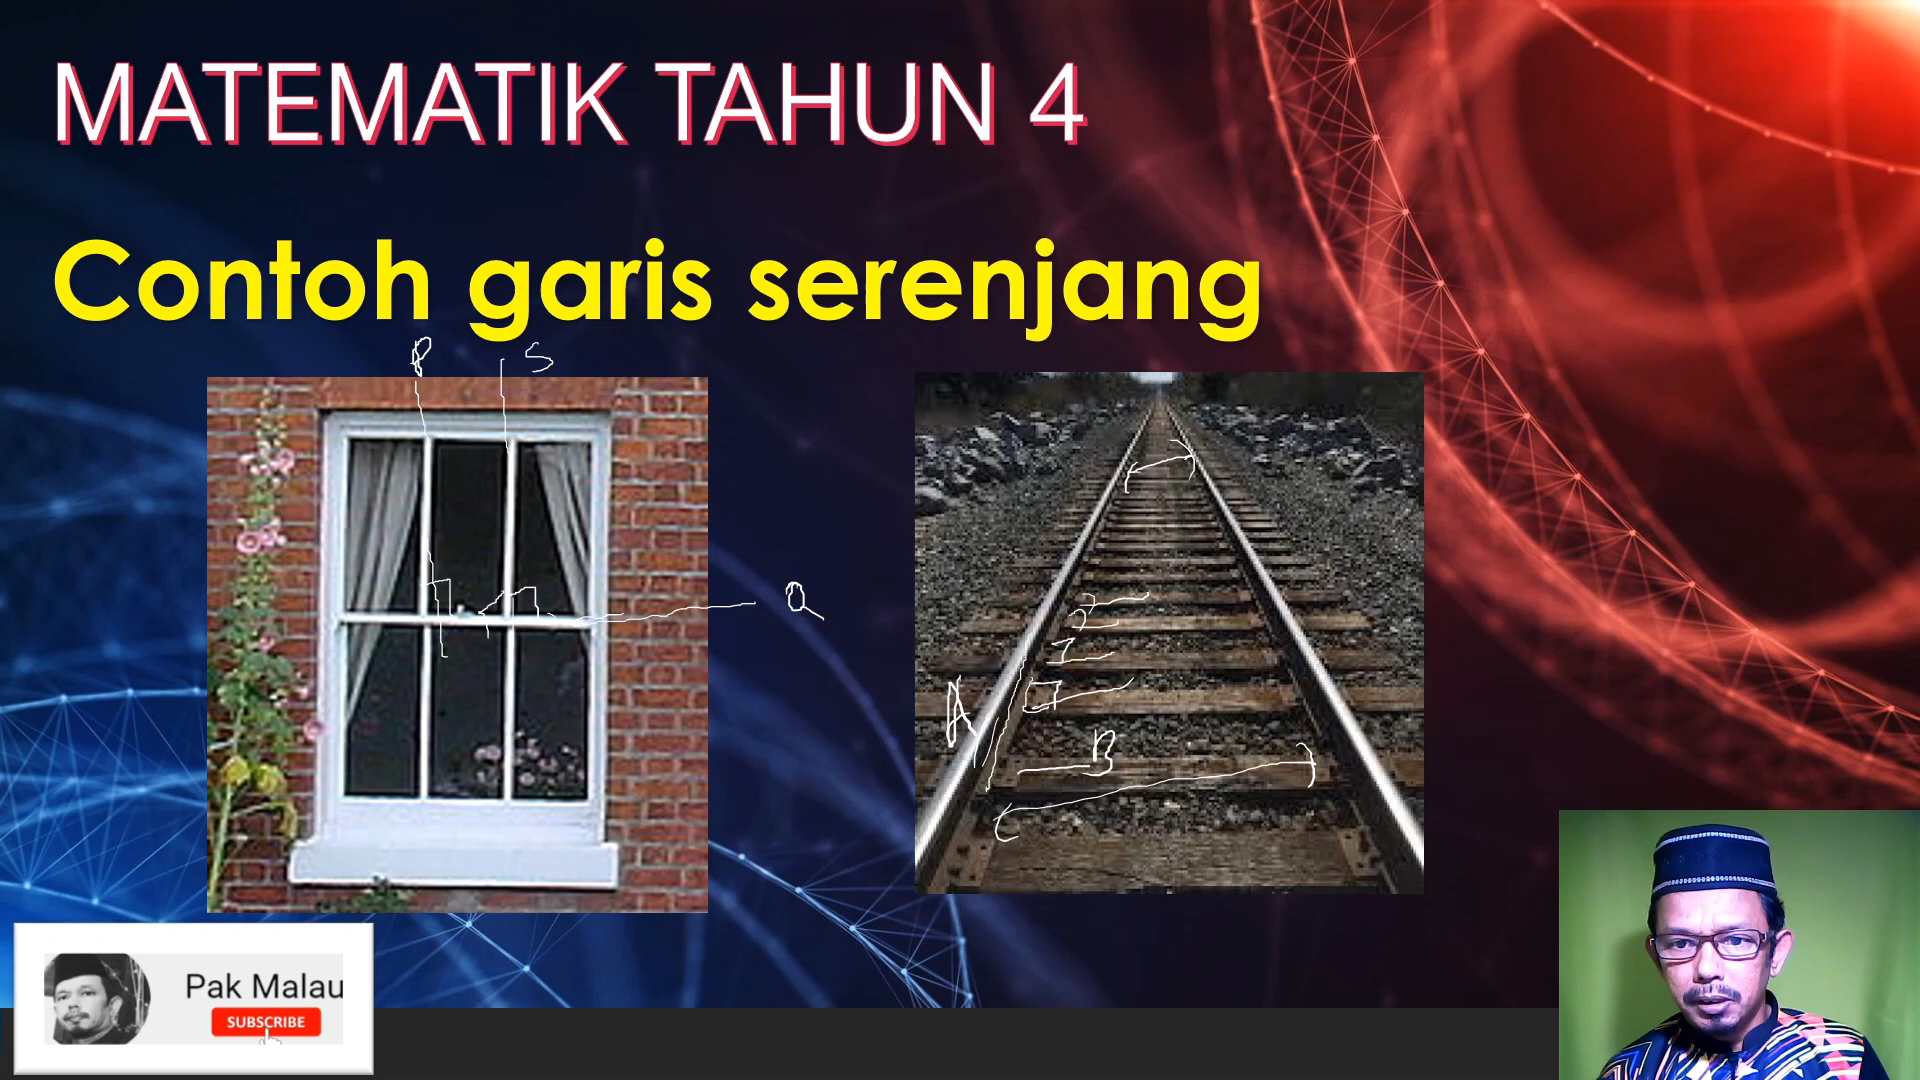 MATEMATIK TAHUN 4
Contoh garis serenjang
P
S
Q
A
B
Pak Malau
SUBSCRIBE